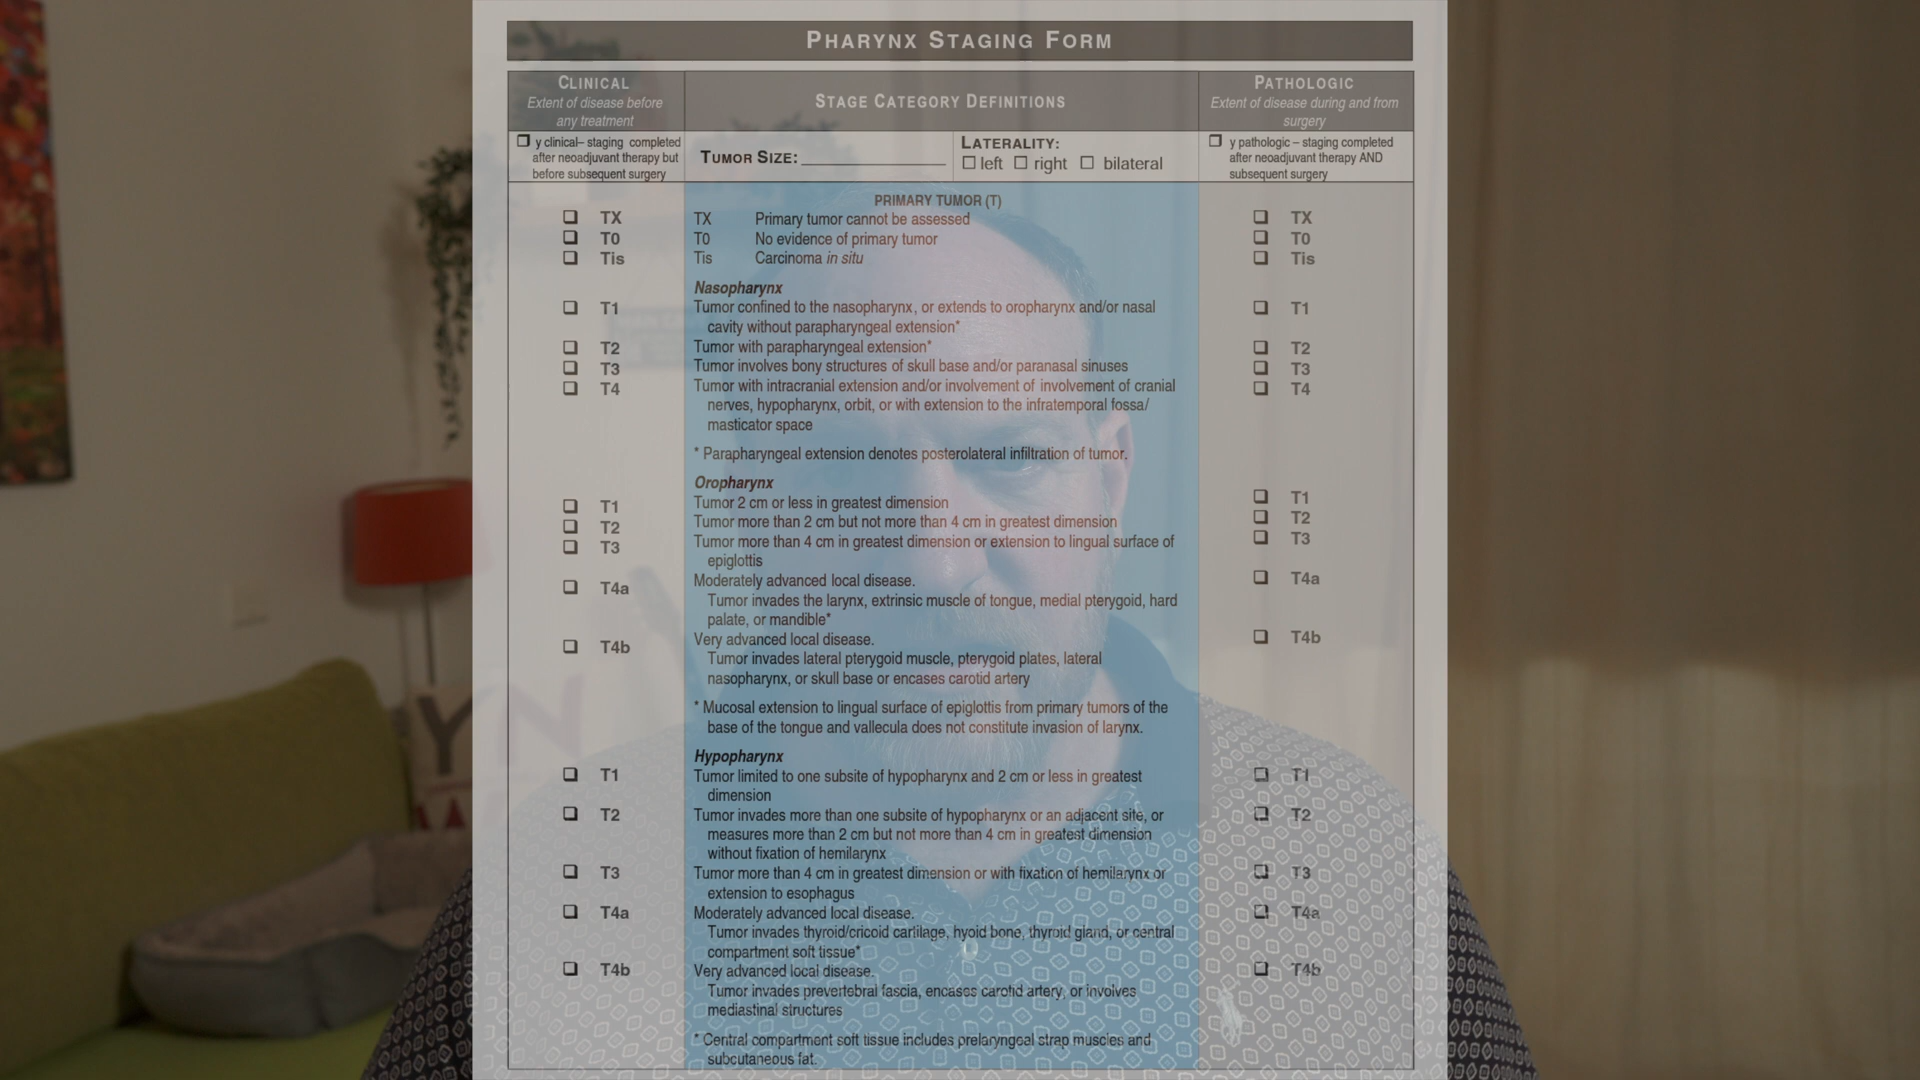 PHARYNX STAGING FORM
CLINICAL
Extent of disease before
any treatment
STAGE CATEGORY DEFINITIONS
PATHOLOGIC
Extent of disease during and from
surgery
y clinical– staging completed
after neoadjuvant therapy but
before subsequent surgery
TUMOR SIZE:
LATERALITY:
left right bilateral
y pathologic – staging completed
after neoadjuvant therapy AND
subsequent surgery
PRIMARY TUMOR (T)
TX TX Primary tumor cannot be assessed TX
T0 T0 No evidence of primary tumor T0
Tis Tis Carcinoma in situ Tis
Nasopharynx
T1 Tumor confined to the nasopharynx, or extends to oropharynx and/or nasal T1
cavity without parapharyngeal extension*
T2 Tumor with parapharyngeal extension* T2
T3 Tumor involves bony structures of skull base and/or paranasal sinuses T3
T4 Tumor with intracranial extension and/or involvement of involvement of cranial T4
nerves, hypopharynx, orbit, or with extension to the infratemporal fossa/
masticator space
* Parapharyngeal extension denotes posterolateral infiltration of tumor.
Oropharynx
T1 Tumor 2 cm or less in greatest dimension T1
T2 Tumor more than 2 cm but not more than 4 cm in greatest dimension T2
T3 Tumor more than 4 cm in greatest dimension or extension to lingual surface of T3
epiglottis
T4a Moderately advanced local disease. T4a
Tumor invades the larynx, extrinsic muscle of tongue, medial pterygoid, hard
palate, or mandible*
T4b Very advanced local disease. T4b
Tumor invades lateral pterygoid muscle, pterygoid plates, lateral
nasopharynx, or skull base or encases carotid artery
* Mucosal extension to lingual surface of epiglottis from primary tumors of the
base of the tongue and vallecula does not constitute invasion of larynx.
Hypopharynx
T1 Tumor limited to one subsite of hypopharynx and 2 cm or less in greatest T1
dimension
T2 Tumor invades more than one subsite of hypopharynx or an adjacent site, or T2
measures more than 2 cm but not more than 4 cm in greatest dimension
without fixation of hemilarynx
T3 Tumor more than 4 cm in greatest dimension or with fixation of hemilarynx or T3
extension to esophagus
T4a Moderately advanced local disease. T4a
Tumor invades thyroid/cricoid cartilage, hyoid bone, thyroid gland, or central
compartment soft tissue*
T4b Very advanced local disease. T4b
Tumor invades prevertebral fascia, encases carotid artery, or involves
mediastinal structures
* Central compartment soft tissue includes prelaryngeal strap muscles and
subcutaneous fat.